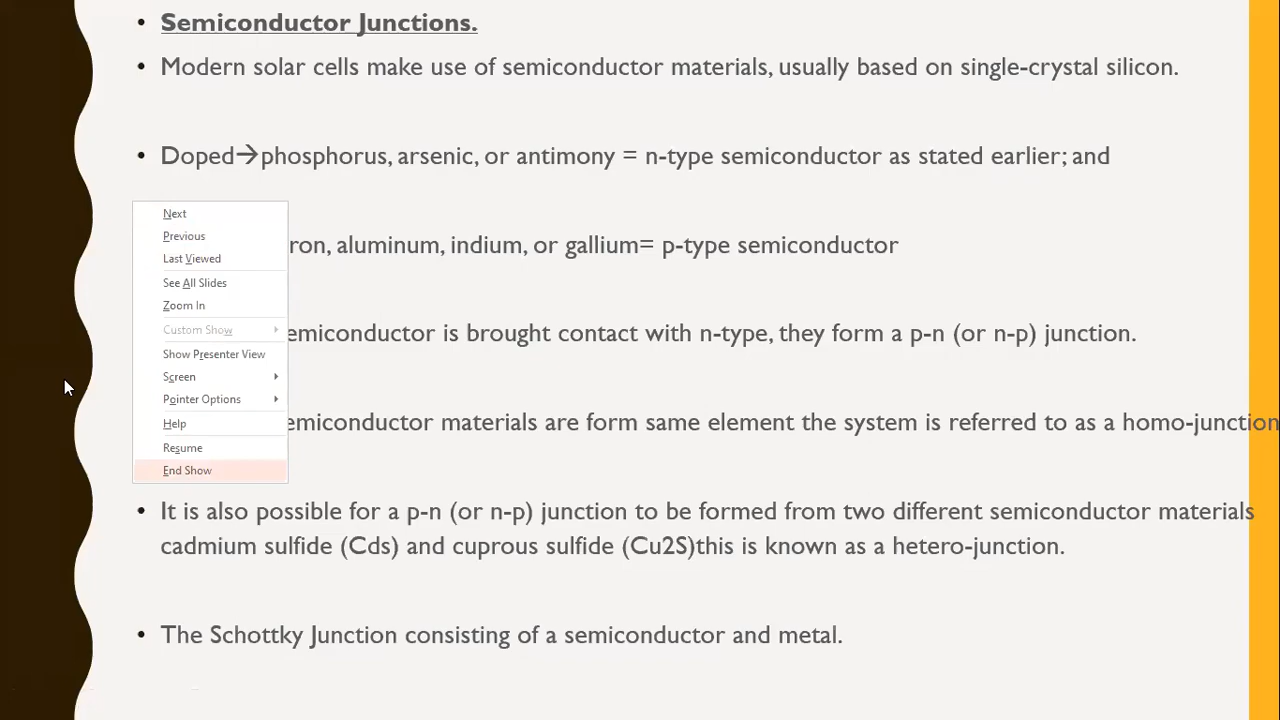 • Semiconductor Junctions.
• Modern solar cells make use of semiconductor materials, usually based on single-crystal silicon.
• Doped→phosphorus, arsenic, or antimony = n-type semiconductor as stated earlier; and
Next
Previous
Last Viewed
See All Slides
Zoom In
Custom Show
Show Presenter View
Screen
Pointer Options
Help
Resume
End Show
ron, aluminum, indium, or gallium= p-type semiconductor
emiconductor is brought contact with n-type, they form a p-n (or n-p) junction.
emiconductor materials are form same element the system is referred to as a homo-junction
• It is also possible for a p-n (or n-p) junction to be formed from two different semiconductor materials
cadmium sulfide (Cds) and cuprous sulfide (Cu2S)this is known as a hetero-junction.
• The Schottky Junction consisting of a semiconductor and metal.